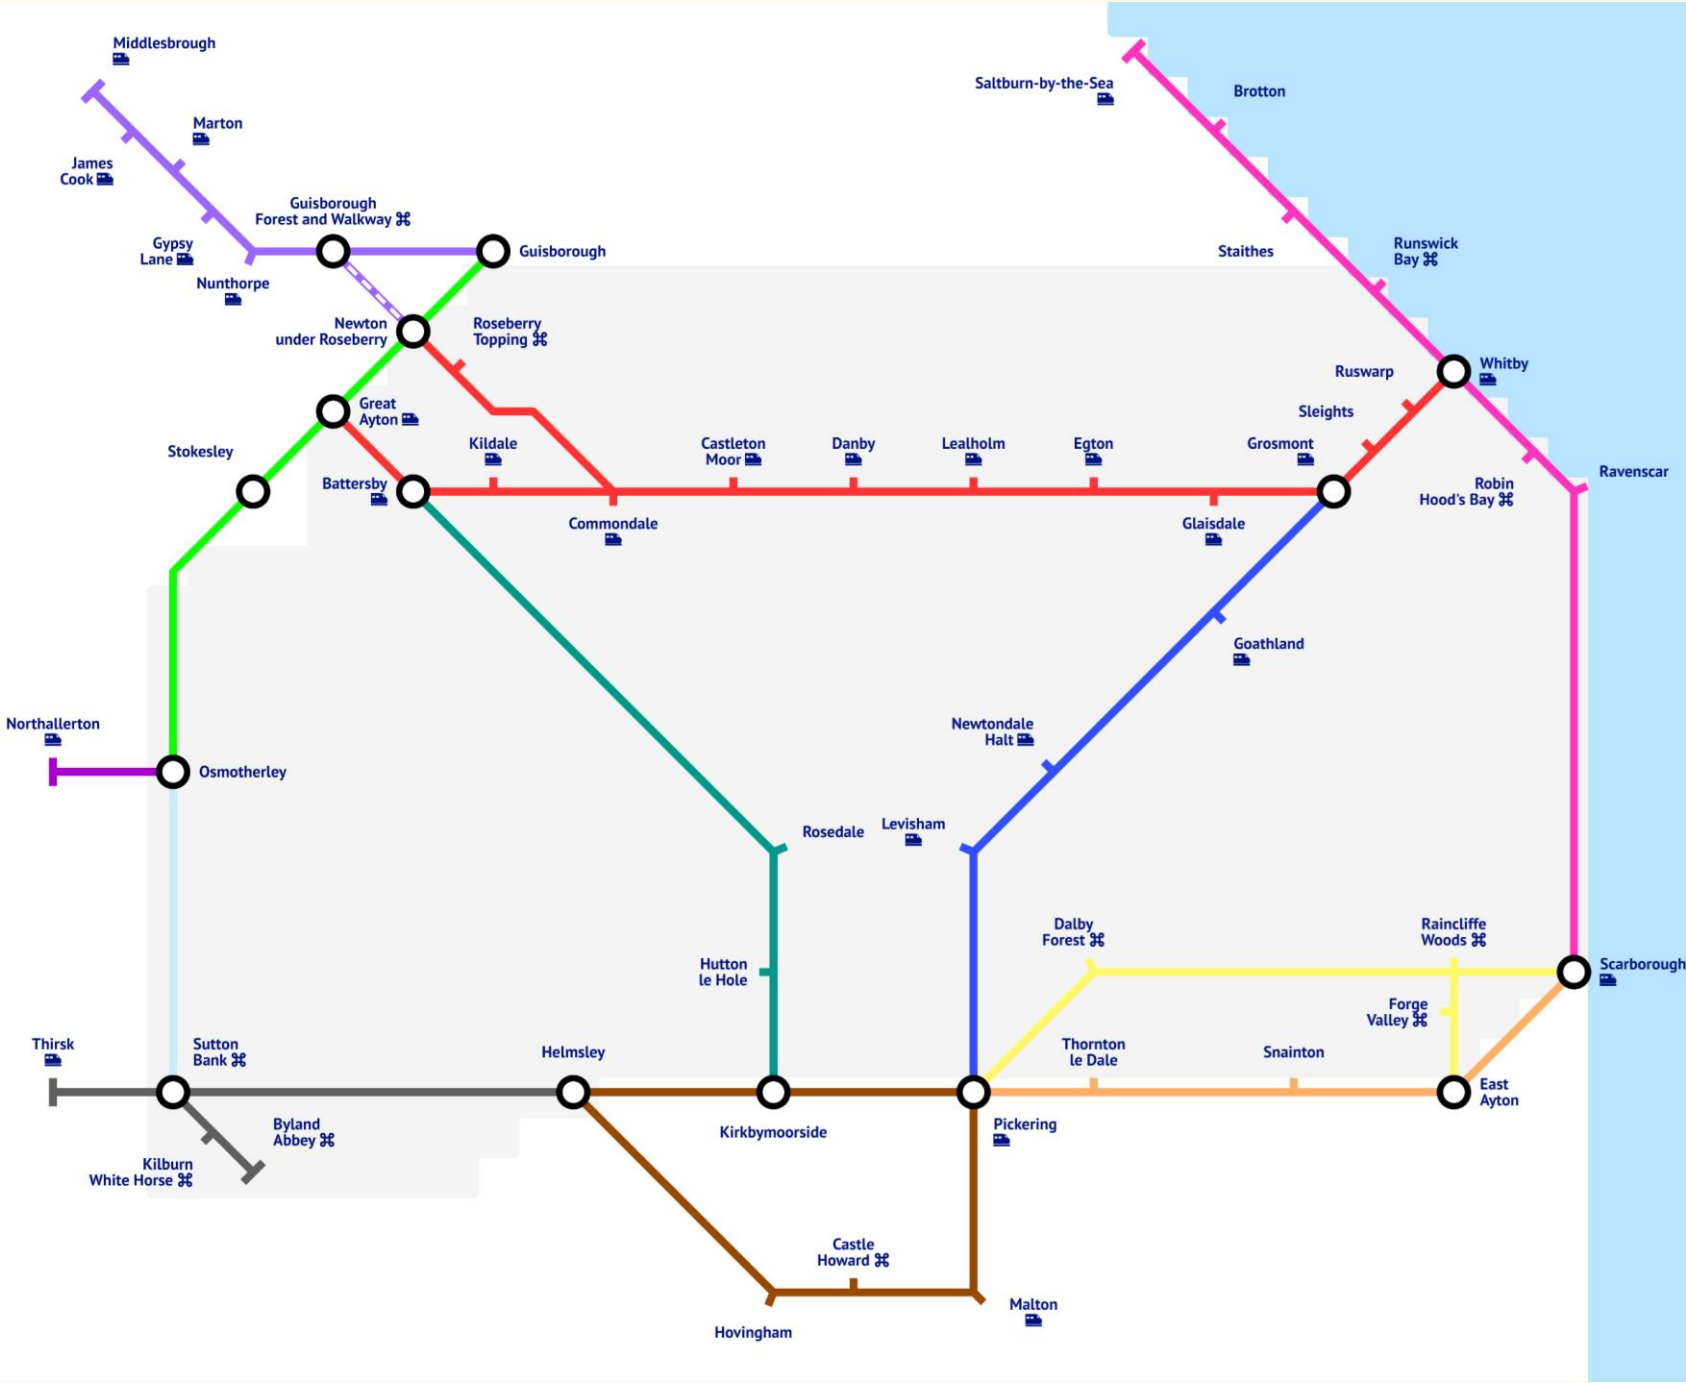 Middlesbrough
Saltburn-by-the-Sea
Brotton
Marton
James
Cook
Guisborough
Forest and Walkway ⌘
Gypsy
Lane
Guisborough
Staithes
Runswick
Bay ⌘
Nunthorpe
Newton
under Roseberry
Roseberry
Topping ⌘
Ruswarp
Whitby
Great
Ayton
Sleights
Stokesley
Kildale
Castleton
Moor
Danby
Lealholm
Egton
Grosmont
Battersby
Robin
Hood's Bay ⌘
Ravenscar
Commondale
Glaisdale
Goathland
Northallerton
Newtondale
Halt
Osmotherley
Rosedale
Levisham
Dalby
Forest ⌘
Raincliffe
Woods ⌘
Hutton
le Hole
Scarborough
Forge
Valley ⌘
Thirsk
Sutton
Bank ⌘
Helmsley
Thornton
le Dale
Snainton
East
Ayton
Byland
Abbey ⌘
Kirkbymoorside
Pickering
Kilburn
White Horse ⌘
Castle
Howard ⌘
Malton
Hovingham